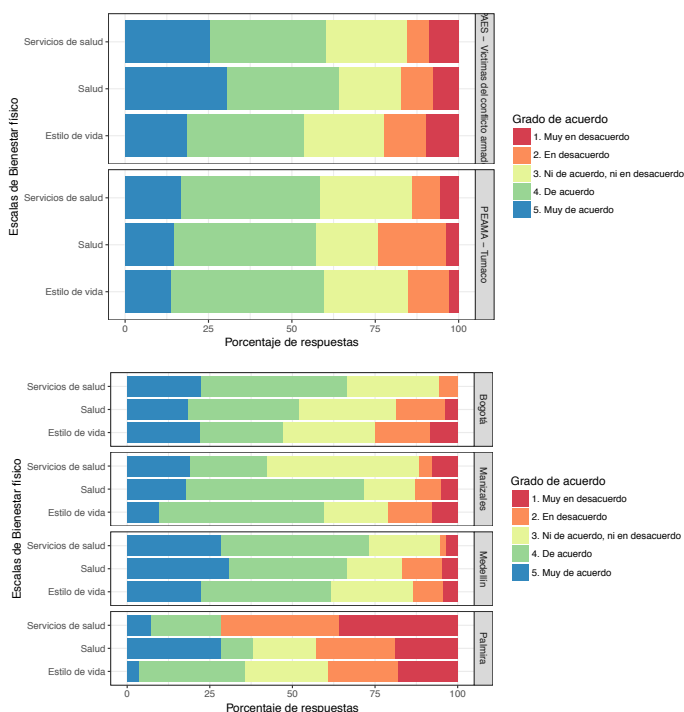 Escalas de Bienestar físico
Servicios de salud
Salud
Estilo de vida
PAES − Víctimas del conflicto armad
Servicios de salud
Salud
Estilo de vida
PEAMA − Tumaco
0 25 50 75 100
Porcentaje de respuestas
Grado de acuerdo
1. Muy en desacuerdo
2. En desacuerdo
3. Ni de acuerdo, ni en desacuerdo
4. De acuerdo
5. Muy de acuerdo
Escalas de Bienestar físico
Servicios de salud
Salud
Estilo de vida
Bogotá
Servicios de salud
Salud
Estilo de vida
Manizales
Servicios de salud
Salud
Estilo de vida
Medellín
Servicios de salud
Salud
Estilo de vida
Palmira
0 25 50 75 100
Porcentaje de respuestas
Grado de acuerdo
1. Muy en desacuerdo
2. En desacuerdo
3. Ni de acuerdo, ni en desacuerdo
4. De acuerdo
5. Muy de acuerdo